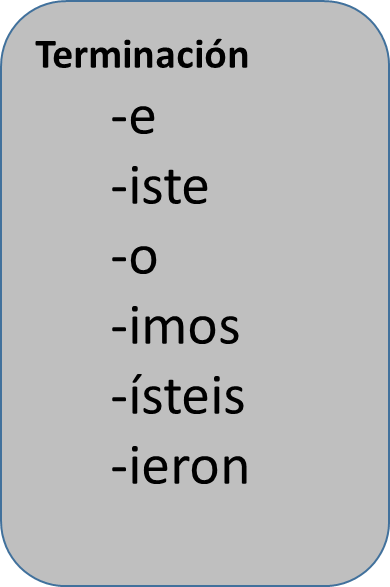 Terminación
-e
-iste
-o
-imos
-ísteis
-ieron